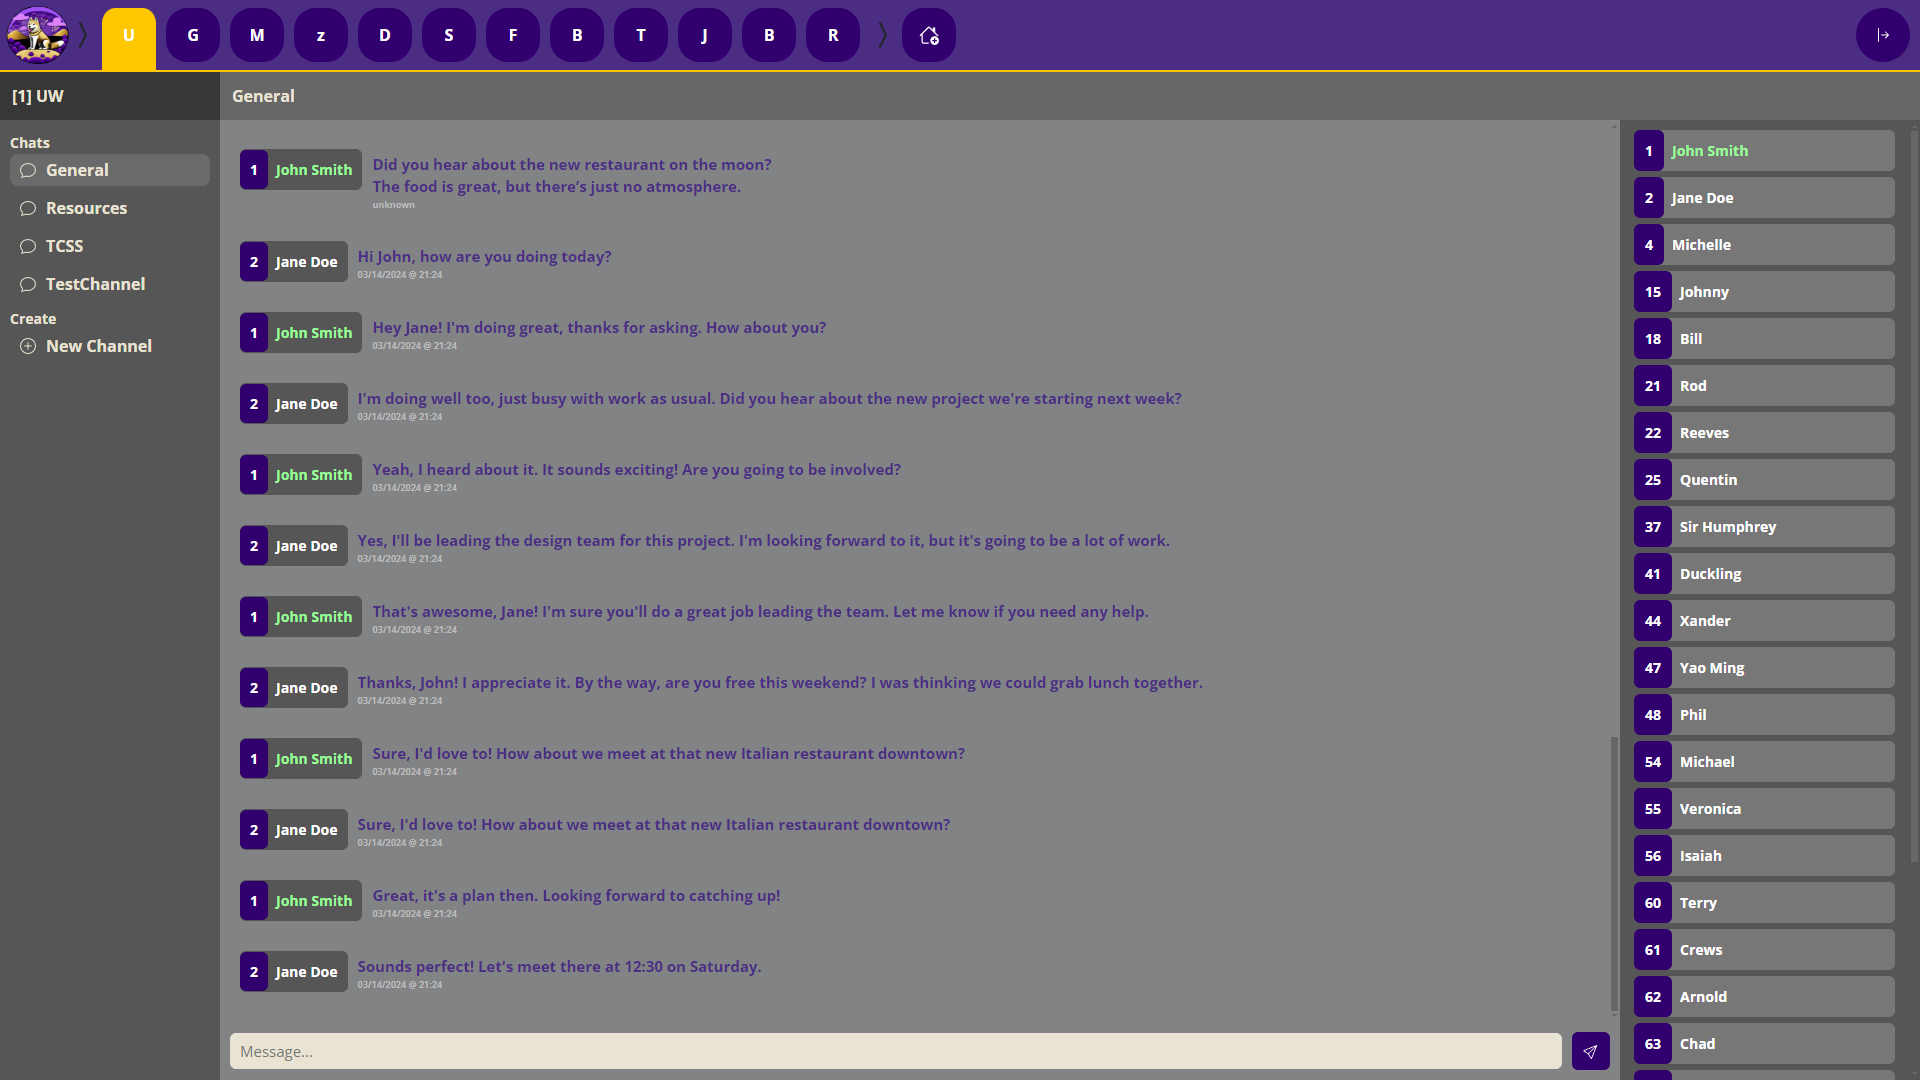 U
G
M
z
D
S
F
B
T
J
B
R
[1] UW
Chats
General
Resources
TCSS
TestChannel
Create
New Channel
General
1 John Smith
Did you hear about the new restaurant on the moon?
The food is great, but there’s just no atmosphere.
unknown
2 Jane Doe
Hi John, how are you doing today?
03/14/2024 @ 21:24
1 John Smith
Hey Jane! I'm doing great, thanks for asking. How about you?
03/14/2024 @ 21:24
2 Jane Doe
I'm doing well too, just busy with work as usual. Did you hear about the new project we're starting next week?
03/14/2024 @ 21:24
1 John Smith
Yeah, I heard about it. It sounds exciting! Are you going to be involved?
03/14/2024 @ 21:24
2 Jane Doe
Yes, I'll be leading the design team for this project. I'm looking forward to it, but it's going to be a lot of work.
03/14/2024 @ 21:24
1 John Smith
That's awesome, Jane! I'm sure you'll do a great job leading the team. Let me know if you need any help.
03/14/2024 @ 21:24
2 Jane Doe
Thanks, John! I appreciate it. By the way, are you free this weekend? I was thinking we could grab lunch together.
03/14/2024 @ 21:24
1 John Smith
Sure, I'd love to! How about we meet at that new Italian restaurant downtown?
03/14/2024 @ 21:24
2 Jane Doe
Sure, I'd love to! How about we meet at that new Italian restaurant downtown?
03/14/2024 @ 21:24
1 John Smith
Great, it's a plan then. Looking forward to catching up!
03/14/2024 @ 21:24
2 Jane Doe
Sounds perfect! Let's meet there at 12:30 on Saturday.
03/14/2024 @ 21:24
Message...
1 John Smith
2 Jane Doe
4 Michelle
15 Johnny
18 Bill
21 Rod
22 Reeves
25 Quentin
37 Sir Humphrey
41 Duckling
44 Xander
47 Yao Ming
48 Phil
54 Michael
55 Veronica
56 Isaiah
60 Terry
61 Crews
62 Arnold
63 Chad